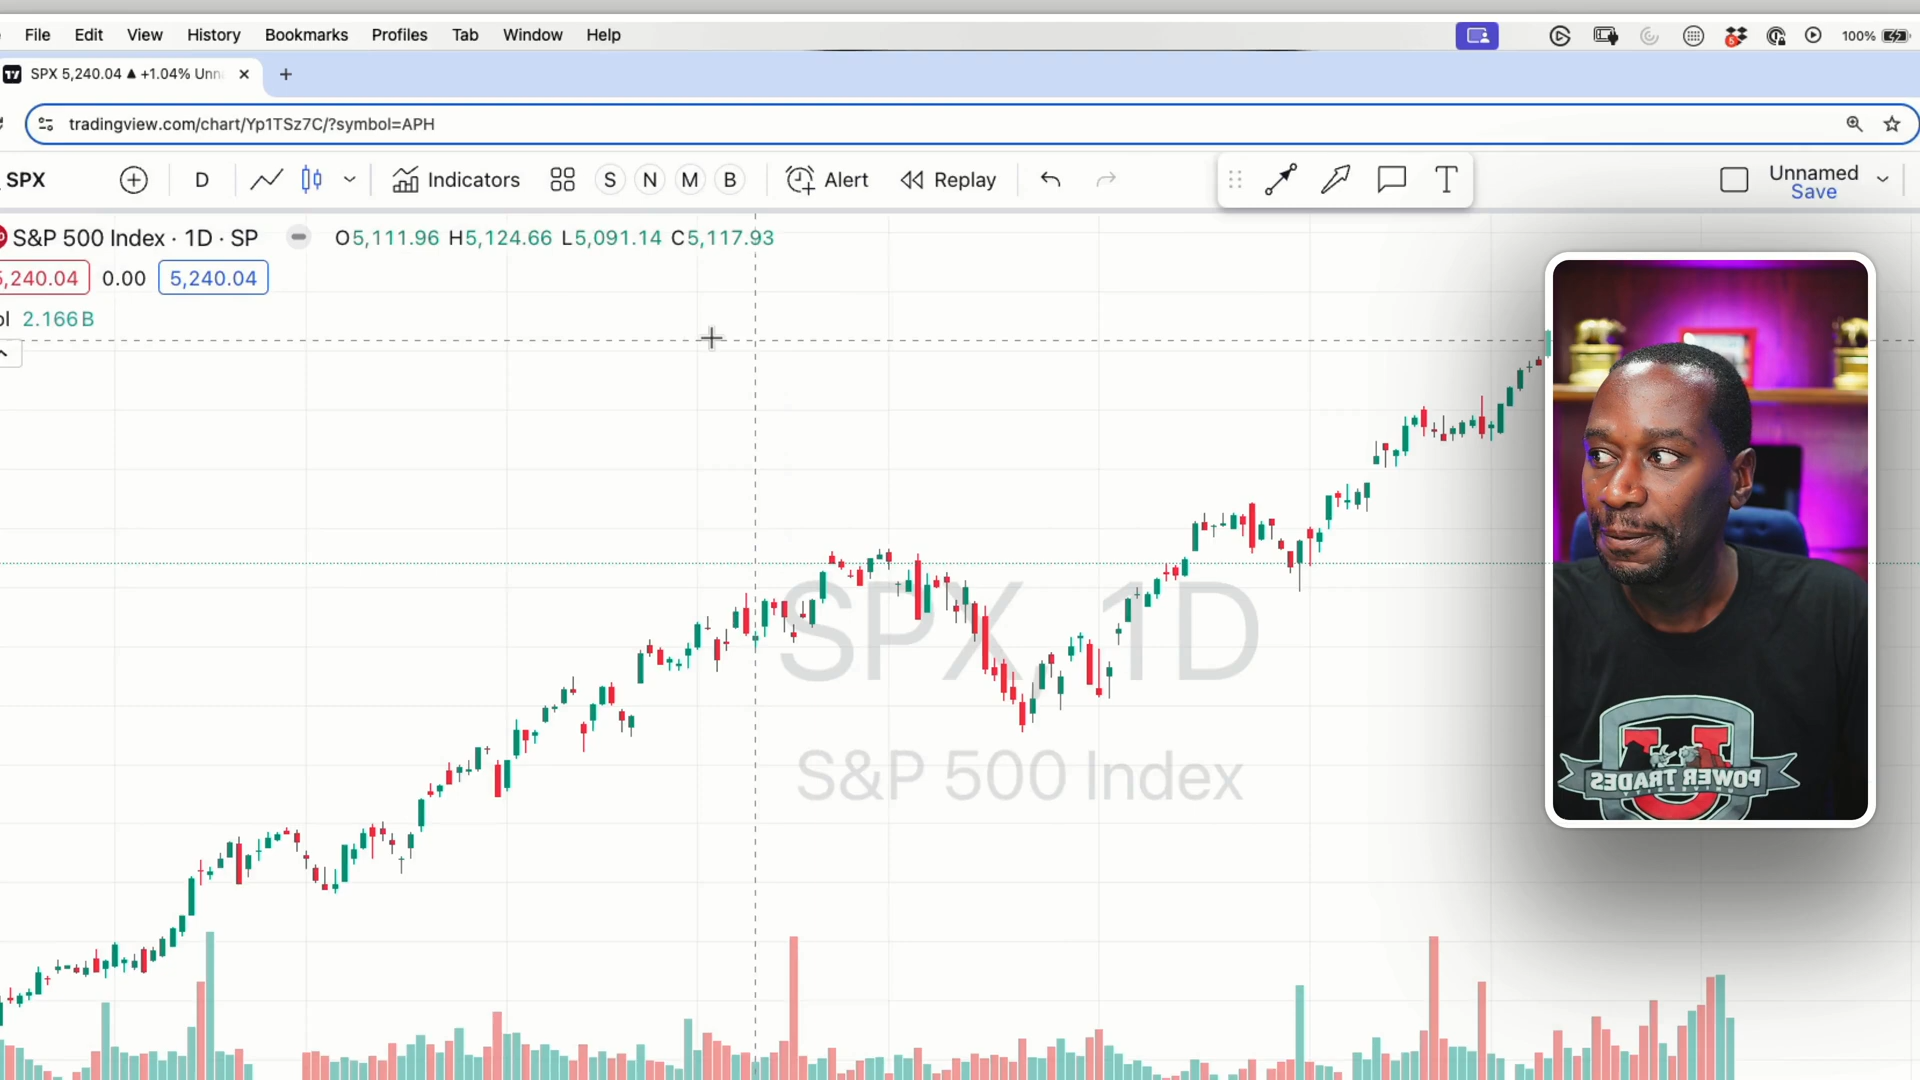 File Edit View History Bookmarks Profiles Tab Window Help 100%
SPX 5,240.04 ▲ +1.04% Unn
tradingview.com/chart/Yp1TSz7C/?symbol=APH
SPX D Indicators S N M B Alert Replay T Unnamed
Save
S&P 500 Index · 1D · SP O5,111.96 H5,124.66 L5,091.14 C5,117.93
5,240.04 0.00 5,240.04
ol 2.166B
SPX, 1D
S&P 500 Index
U
POWER TRADES
UNIVERSITY